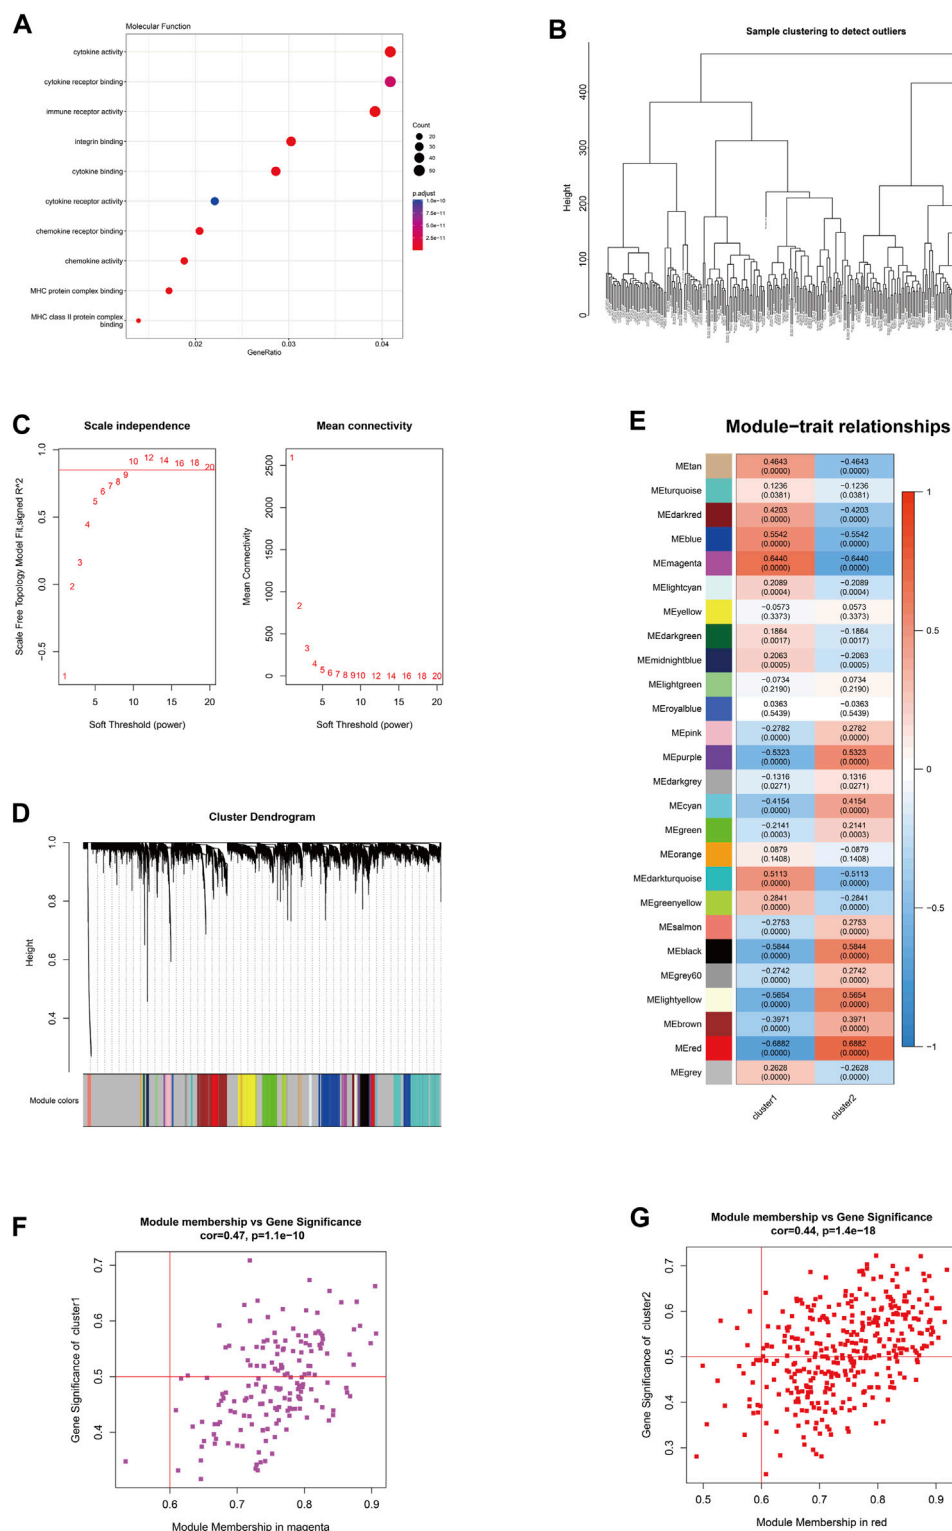 A
Molecular Function
cytokine activity
cytokine receptor binding
immune receptor activity
integrin binding
cytokine binding
cytokine receptor activity
chemokine receptor binding
chemokine activity
MHC protein complex binding
MHC class II protein complex
binding
0.02 0.03 0.04
GeneRatio
Count
20
30
40
50
p.adjust
1.0e-10
7.5e-11
5.0e-11
2.5e-11
B
Sample clustering to detect outliers
Height
400
300
200
100
0
C
Scale independence
Scale Free Topology Model Fit,signed R^2
1.0
0.5
0.0
−0.5
1 2 3 4 5 6 7 8 9 10 12 14 16 18 20
5 10 15 20
Soft Threshold (power)
Mean connectivity
Mean Connectivity
2500
2000
1500
1000
500
0
1 2 3 4 5 6 7 8 9 10 12 14 16 18 20
5 10 15 20
Soft Threshold (power)
D
Cluster Dendrogram
Height
1.0
0.8
0.6
0.4
Module colors
E
Module−trait relationships
MEtan 0.4643 −0.4643
(0.0000) (0.0000)
MEturquoise 0.1236 −0.1236
(0.0381) (0.0381)
MEdarkred 0.4203 −0.4203
(0.0000) (0.0000)
MEblue 0.5542 −0.5542
(0.0000) (0.0000)
MEmagenta 0.6440 −0.6440
(0.0000) (0.0000)
MElightcyan 0.2089 −0.2089
(0.0004) (0.0004)
MEyellow −0.0573 0.0573
(0.3373) (0.3373)
MEdarkgreen 0.1864 −0.1864
(0.0017) (0.0017)
MEmidnightblue 0.2063 −0.2063
(0.0005) (0.0005)
MElightgreen −0.0734 0.0734
(0.2190) (0.2190)
MEroyalblue 0.0363 −0.0363
(0.5439) (0.5439)
MEpink −0.2782 0.2782
(0.0000) (0.0000)
MEpurple −0.5323 0.5323
(0.0000) (0.0000)
MEdarkgrey −0.1316 0.1316
(0.0271) (0.0271)
MEcyan −0.4154 0.4154
(0.0000) (0.0000)
MEgreen −0.2141 0.2141
(0.0003) (0.0003)
MEorange 0.0879 −0.0879
(0.1408) (0.1408)
MEdarkturquoise 0.5113 −0.5113
(0.0000) (0.0000)
MEgreenyellow 0.2841 −0.2841
(0.0000) (0.0000)
MEsalmon −0.2753 0.2753
(0.0000) (0.0000)
MEblack −0.5844 0.5844
(0.0000) (0.0000)
MEgrey60 −0.2742 0.2742
(0.0000) (0.0000)
MElightyellow −0.5654 0.5654
(0.0000) (0.0000)
MEbrown −0.3971 0.3971
(0.0000) (0.0000)
MEred −0.6882 0.6882
(0.0000) (0.0000)
MEgrey 0.2628 −0.2628
(0.0000) (0.0000)
cluster1 cluster2
1
0.5
0
−0.5
−1
F
Module membership vs Gene Significance
cor=0.47, p=1.1e−10
Gene Significance of cluster1
0.7
0.6
0.5
0.4
0.6 0.7 0.8 0.9
Module Membership in magenta
G
Module membership vs Gene Significance
cor=0.44, p=1.4e−18
Gene Significance of cluster2
0.7
0.6
0.5
0.4
0.3
0.5 0.6 0.7 0.8 0.9
Module Membership in red